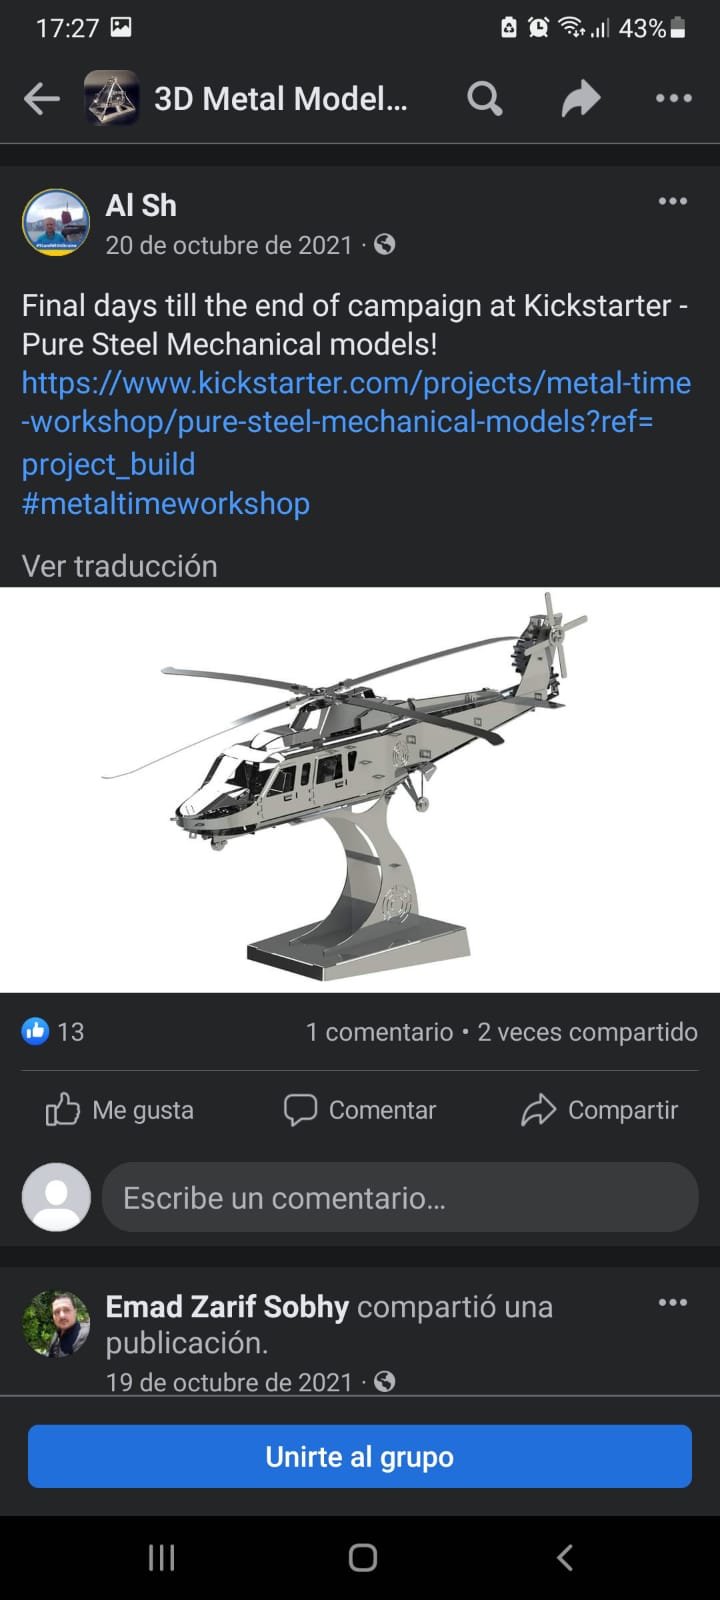 17:27
43%
3D Metal Model...
Al Sh
20 de octubre de 2021 ·
Final days till the end of campaign at Kickstarter -
Pure Steel Mechanical models!
https://www.kickstarter.com/projects/metal-time
-workshop/pure-steel-mechanical-models?ref=
project_build
#metaltimeworkshop
Ver traducción
13
1 comentario • 2 veces compartido
Me gusta
Comentar
Compartir
Escribe un comentario...
Emad Zarif Sobhy compartió una
publicación.
19 de octubre de 2021 ·
Unirte al grupo